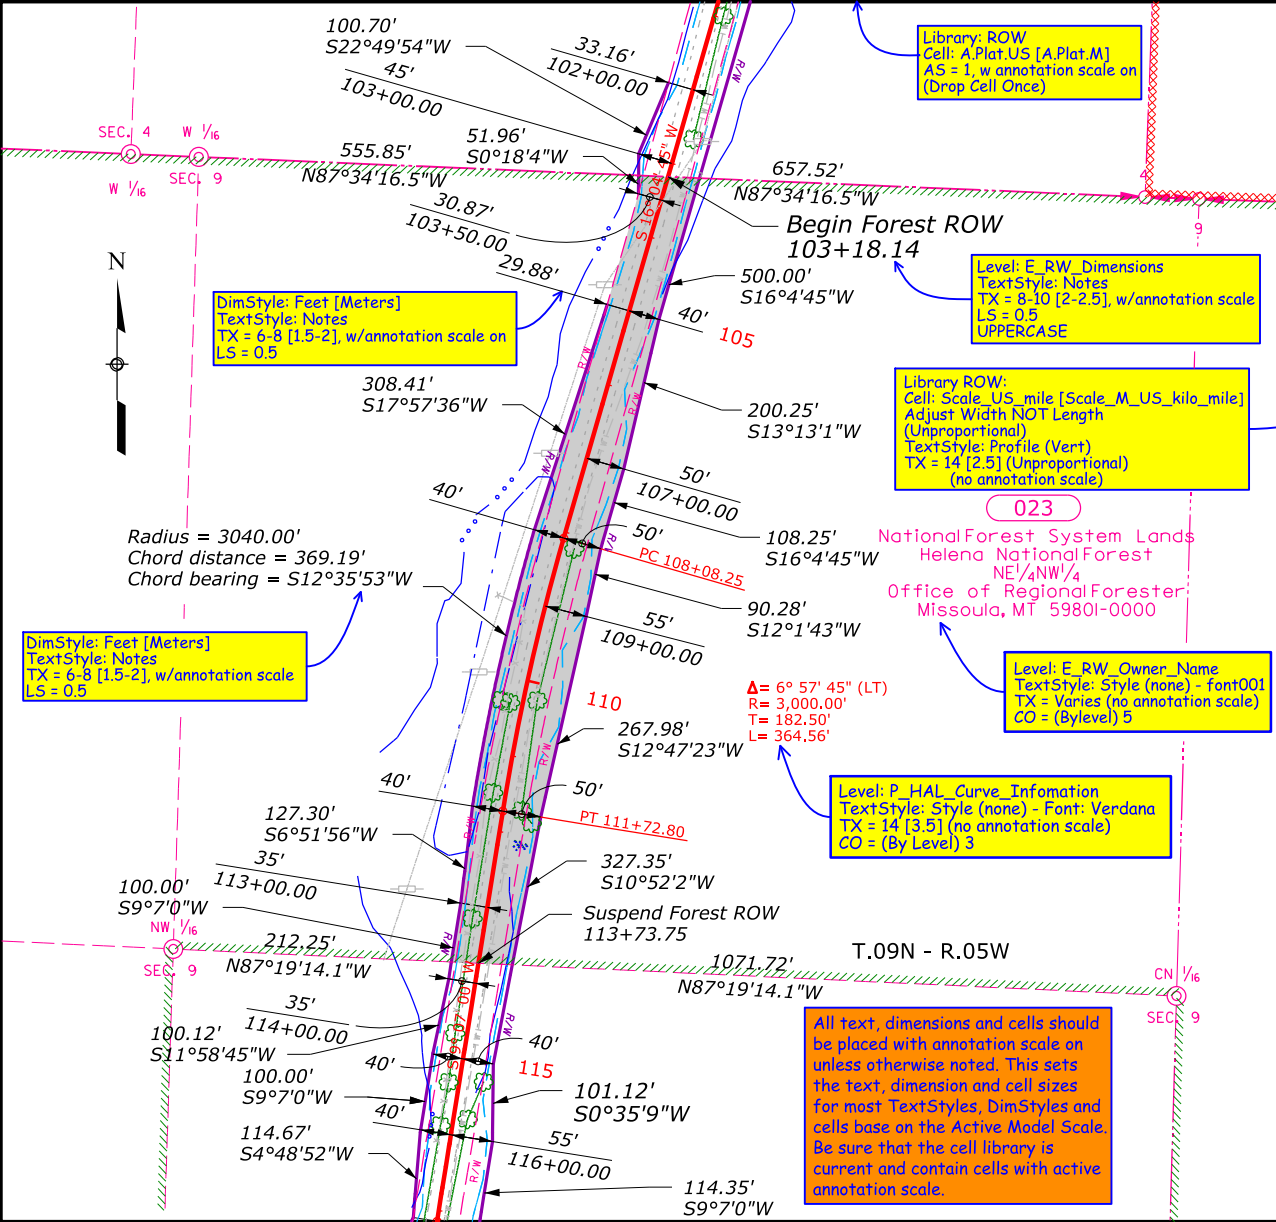 100.70'
S22°49'54"W
33.16'
102+00.00
45'
103+00.00
R/W
Library: ROW
Cell: A.Plat.US [A.Plat.M]
AS = 1, w annotation scale on
(Drop Cell Once)
SEC. 4
W 1/16
W 1/16
SEC. 9
555.85'
N87°34'16.5"W
51.96'
S0°18'4"W
S 16°04'45" W
657.52'
N87°34'16.5"W
4
9
30.87'
103+50.00
Begin Forest ROW
103+18.14
N
29.88'
500.00'
S16°4'45"W
40'
105
Level: E_RW_Dimensions
TextStyle: Notes
TX = 8-10 [2-2.5], w/annotation scale
LS = 0.5
UPPERCASE
DimStyle: Feet [Meters]
TextStyle: Notes
TX = 6-8 [1.5-2], w/annotation scale on
LS = 0.5
R/W
308.41'
S17°57'36"W
R/W
200.25'
S13°13'1"W
Library ROW:
Cell: Scale_US_mile [Scale_M_US_kilo_mile]
Adjust Width NOT Length
(Unproportional)
TextStyle: Profile (Vert)
TX = 14 [2.5] (Unproportional)
(no annotation scale)
R/W
50'
107+00.00
40'
023
National Forest System Lands
Helena National Forest
NE1/4NW1/4
Office of Regional Forester
Missoula, MT 59801-0000
50'
PC 108+08.25
108.25'
S16°4'45"W
Radius = 3040.00'
Chord distance = 369.19'
Chord bearing = S12°35'53"W
90.28'
S12°1'43"W
55'
109+00.00
DimStyle: Feet [Meters]
TextStyle: Notes
TX = 6-8 [1.5-2], w/annotation scale
LS = 0.5
Level: E_RW_Owner_Name
TextStyle: Style (none) - font001
TX = Varies (no annotation scale)
CO = (Bylevel) 5
110
Δ= 6° 57' 45" (LT)
R= 3,000.00'
T= 182.50'
L= 364.56'
267.98'
S12°47'23"W
R/W
40'
50'
PT 111+72.80
Level: P_HAL_Curve_Infomation
TextStyle: Style (none) - Font: Verdana
TX = 14 [3.5] (no annotation scale)
CO = (By Level) 3
127.30'
S6°51'56"W
R/W
35'
113+00.00
327.35'
S10°52'2"W
100.00'
S9°7'0"W
Suspend Forest ROW
113+73.75
NW 1/16
SEC. 9
212.25'
N87°19'14.1"W
R/W
1071.72'
N87°19'14.1"W
T.09N - R.05W
CN 1/16
SEC. 9
S 9°07'00" W
35'
114+00.00
R/W
100.12'
S11°58'45"W
40'
40'
115
100.00'
S9°7'0"W
101.12'
S0°35'9"W
40'
114.67'
S4°48'52"W
55'
116+00.00
R/W
114.35'
S9°7'0"W
All text, dimensions and cells should
be placed with annotation scale on
unless otherwise noted. This sets
the text, dimension and cell sizes
for most TextStyles, DimStyles and
cells base on the Active Model Scale.
Be sure that the cell library is
current and contain cells with active
annotation scale.